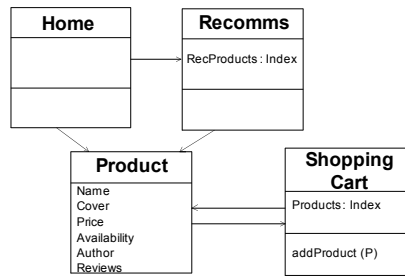 Home
Recomms
RecProducts : Index
Product
Name
Cover
Price
Availability
Author
Reviews
Shopping
Cart
Products : Index
addProduct (P)